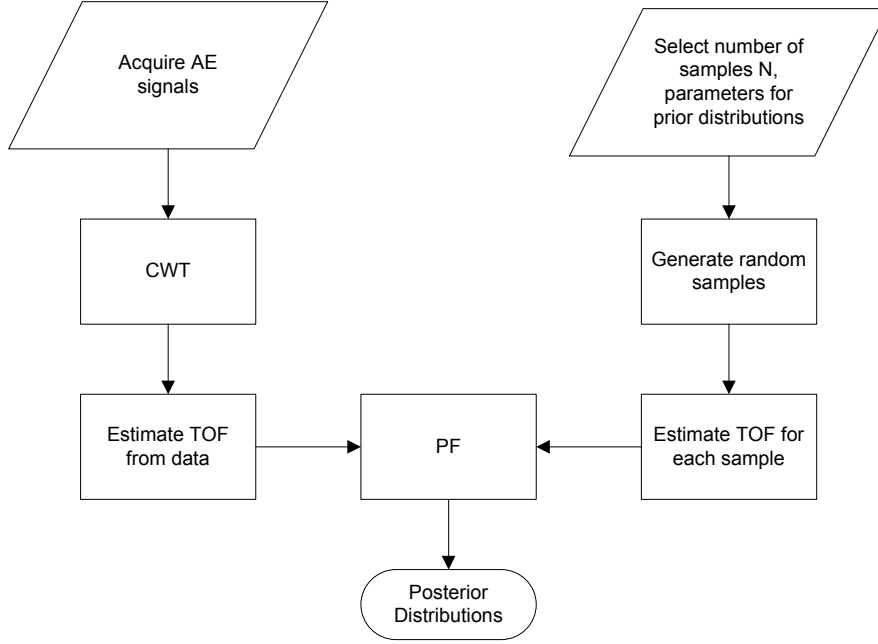 Acquire AE
signals
Select number of
samples N,
parameters for
prior distributions
CWT
Generate random
samples
Estimate TOF
from data
PF
Estimate TOF for
each sample
Posterior
Distributions